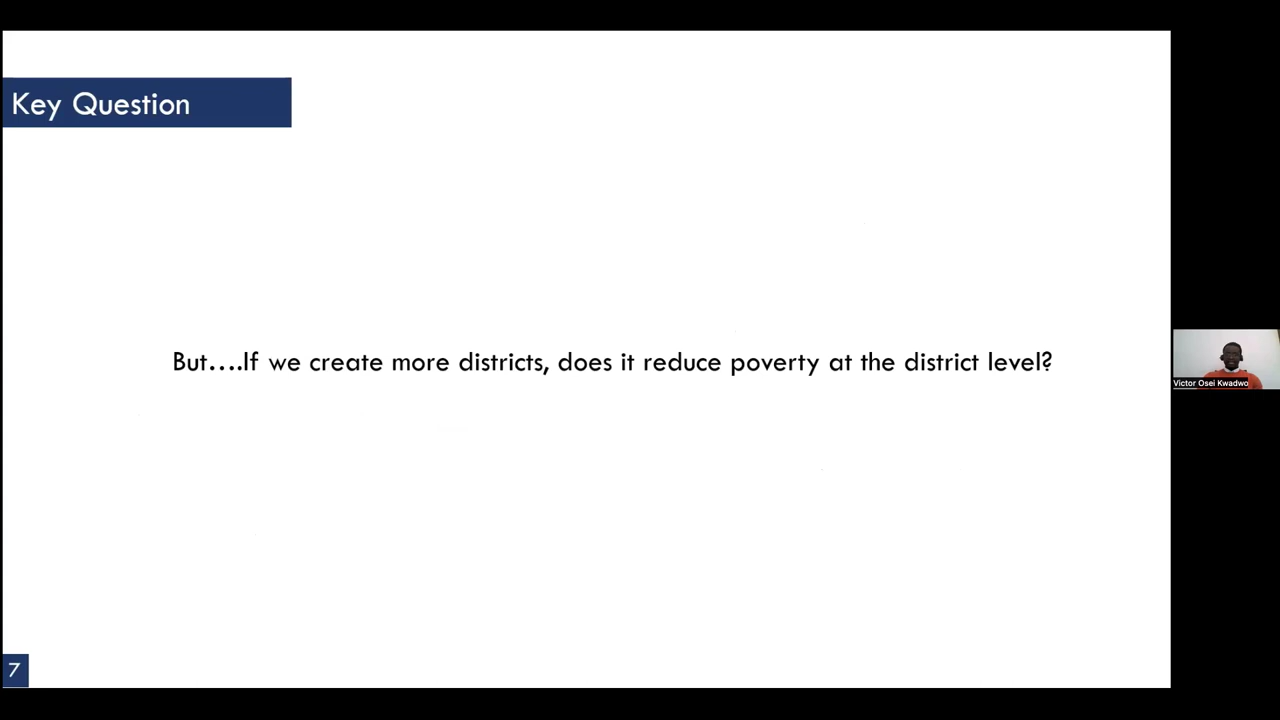 Key Question
But....If we create more districts, does it reduce poverty at the district level?
Victor Osei Kwadwo
7